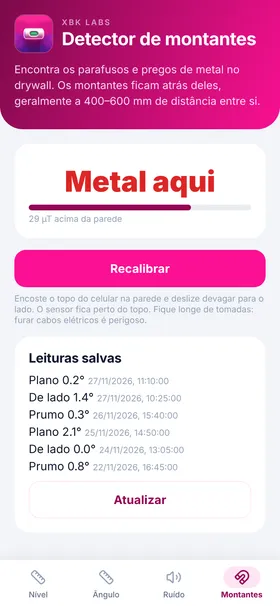 XBK LABS
Detector de montantes
Encontra os parafusos e pregos de metal no
drywall. Os montantes ficam atrás deles,
geralmente a 400–600 mm de distância entre si.
Metal aqui
29 µT acima da parede
Recalibrar
Encoste o topo do celular na parede e deslize devagar para o
lado. O sensor fica perto do topo. Fique longe de tomadas:
furar cabos elétricos é perigoso.
Leituras salvas
Plano 0.2° 27/11/2026, 11:10:00
De lado 1.4° 27/11/2026, 10:25:00
Prumo 0.3° 26/11/2026, 15:40:00
Plano 2.1° 25/11/2026, 14:50:00
De lado 0.0° 24/11/2026, 13:05:00
Prumo 0.8° 22/11/2026, 16:45:00
Atualizar
Nível
Ângulo
Ruído
Montantes